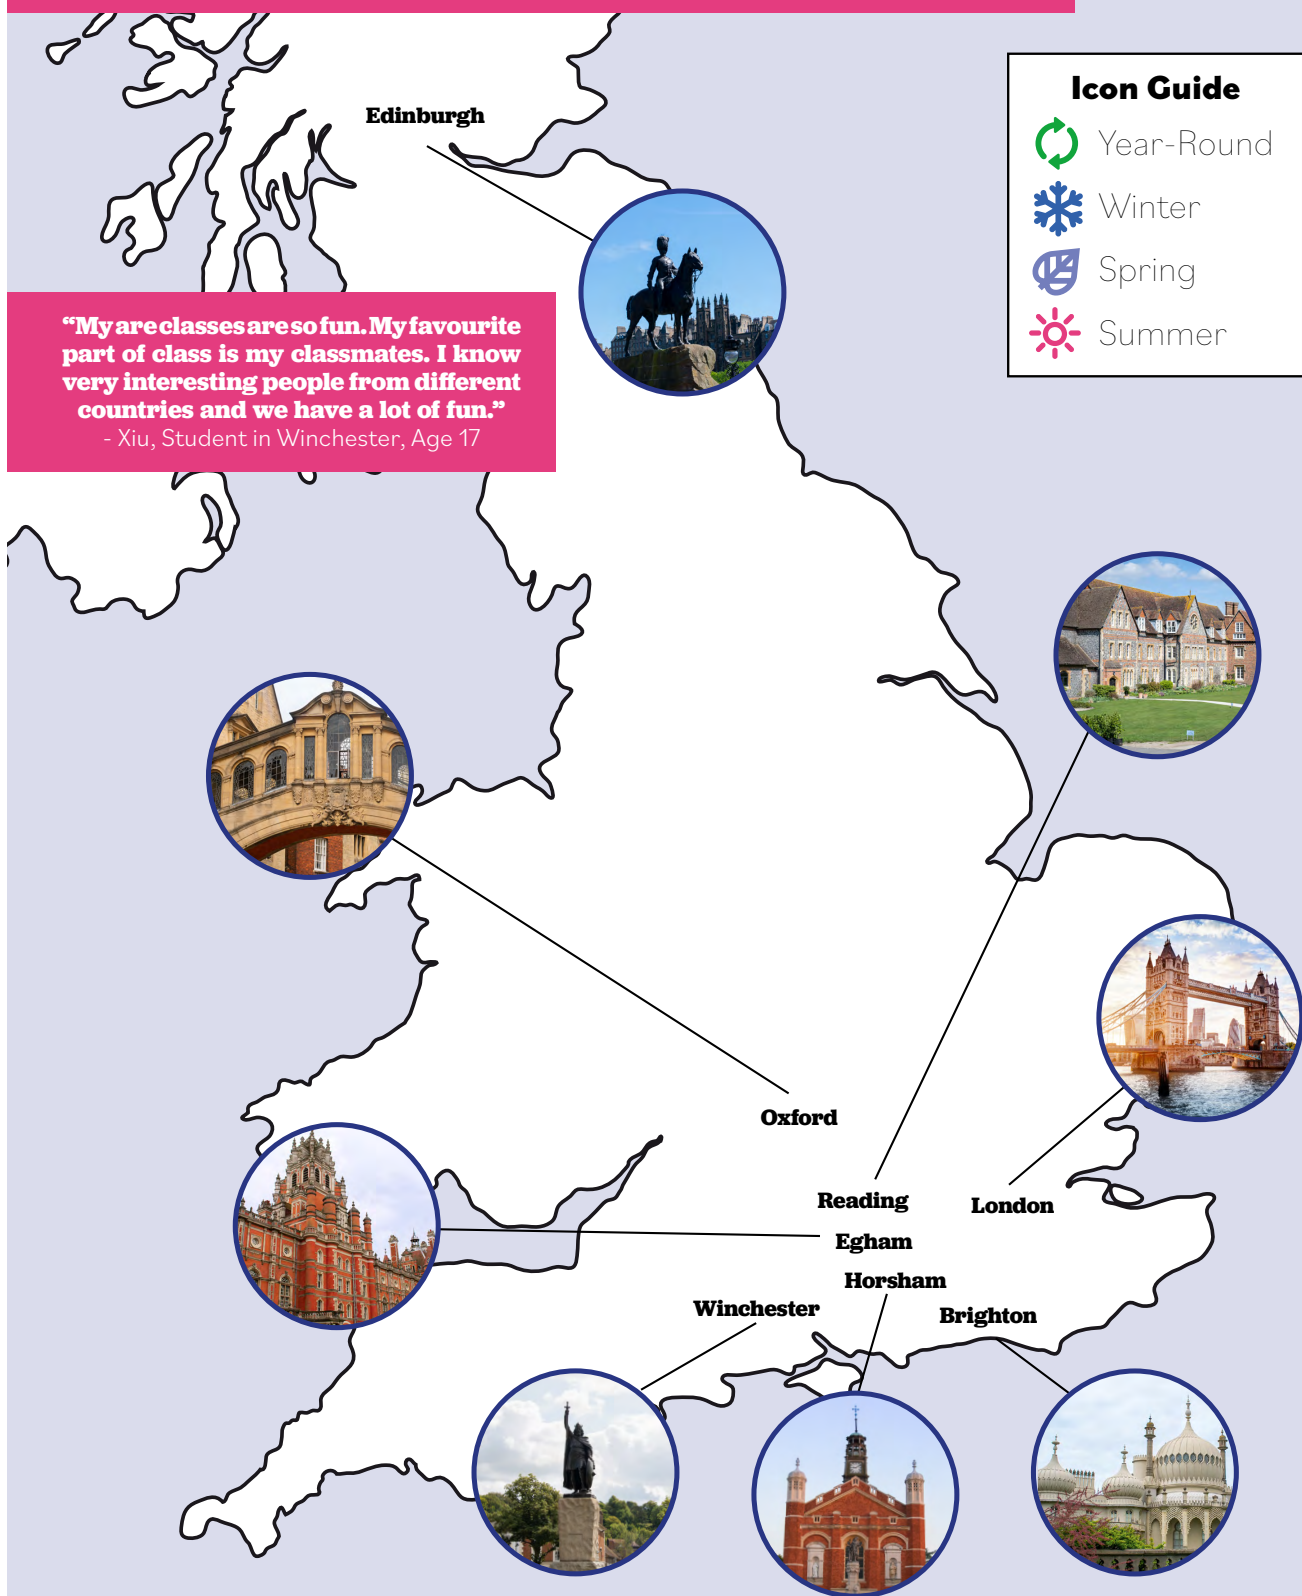 Edinburgh
Icon Guide
Year-Round
Winter
Spring
Summer
“My are classes are so fun. My favourite
part of class is my classmates. I know
very interesting people from different
countries and we have a lot of fun.”
- Xiu, Student in Winchester, Age 17
Oxford
Reading
London
Egham
Horsham
Winchester
Brighton